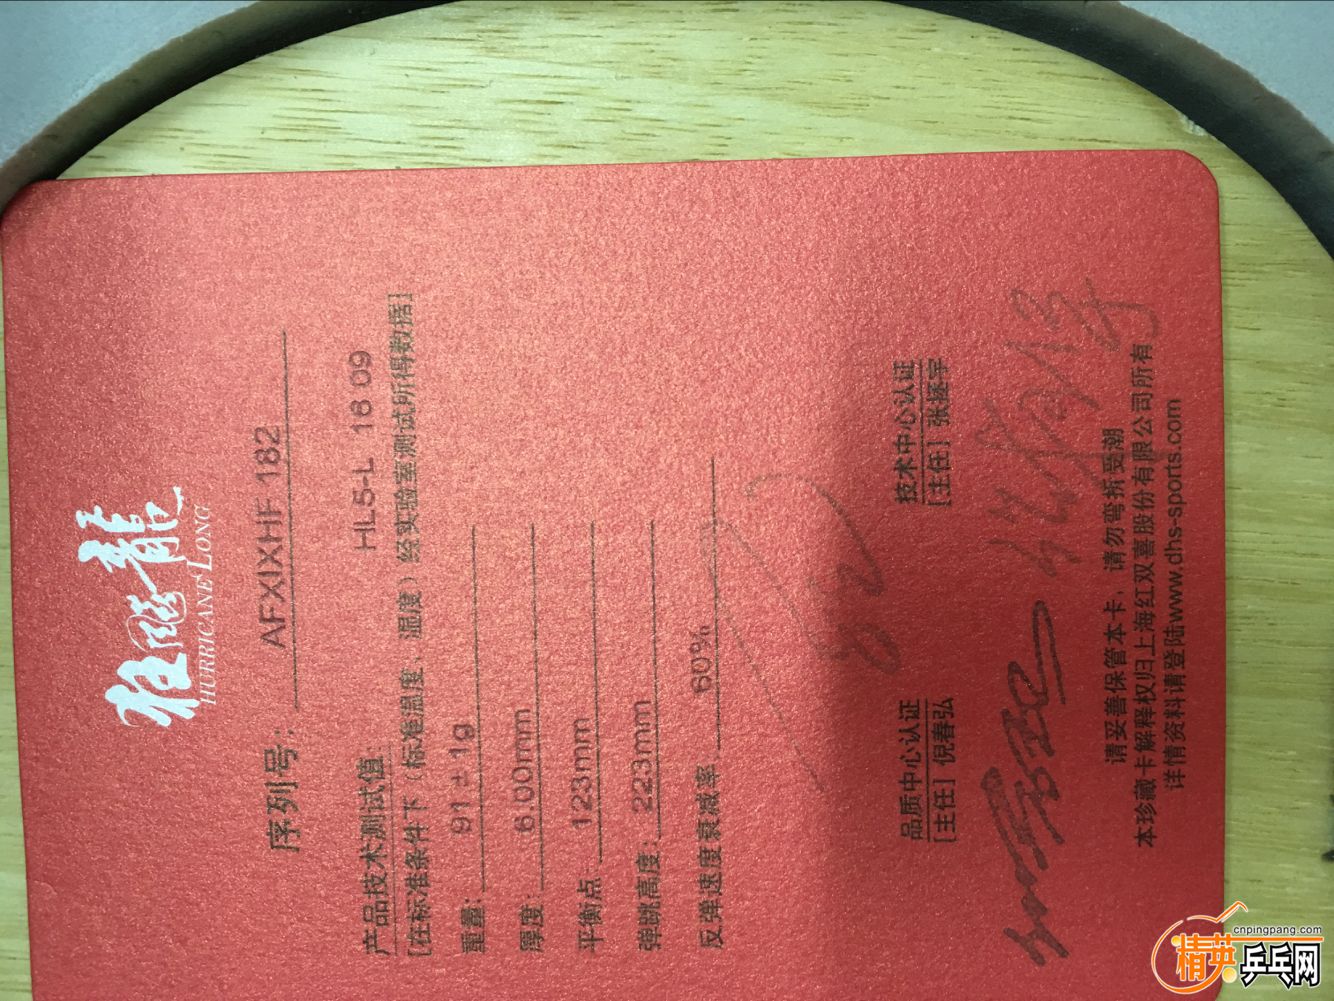 狂飚龍
HURRICANE LONG
序列号: AFXIXHF 182
产品技术测试值: HL5-L 18 09
[在标准条件下（标准温度、湿度）经实验室测试所得数据]
重量: 91±1g
厚度: 6.00mm
平衡点 123mm
弹跳高度: 223mm
反弹速度衰减率 60%
品质中心认证 技术中心认证
[主任] 倪春弘 [主任] 张拯宇
请妥善保管本卡，请勿弯折受潮
本珍藏卡解释权归上海红双喜股份有限公司所有
详情资料请登陆www.dhs-sports.com
cnpingpang.com
精英乒乓网